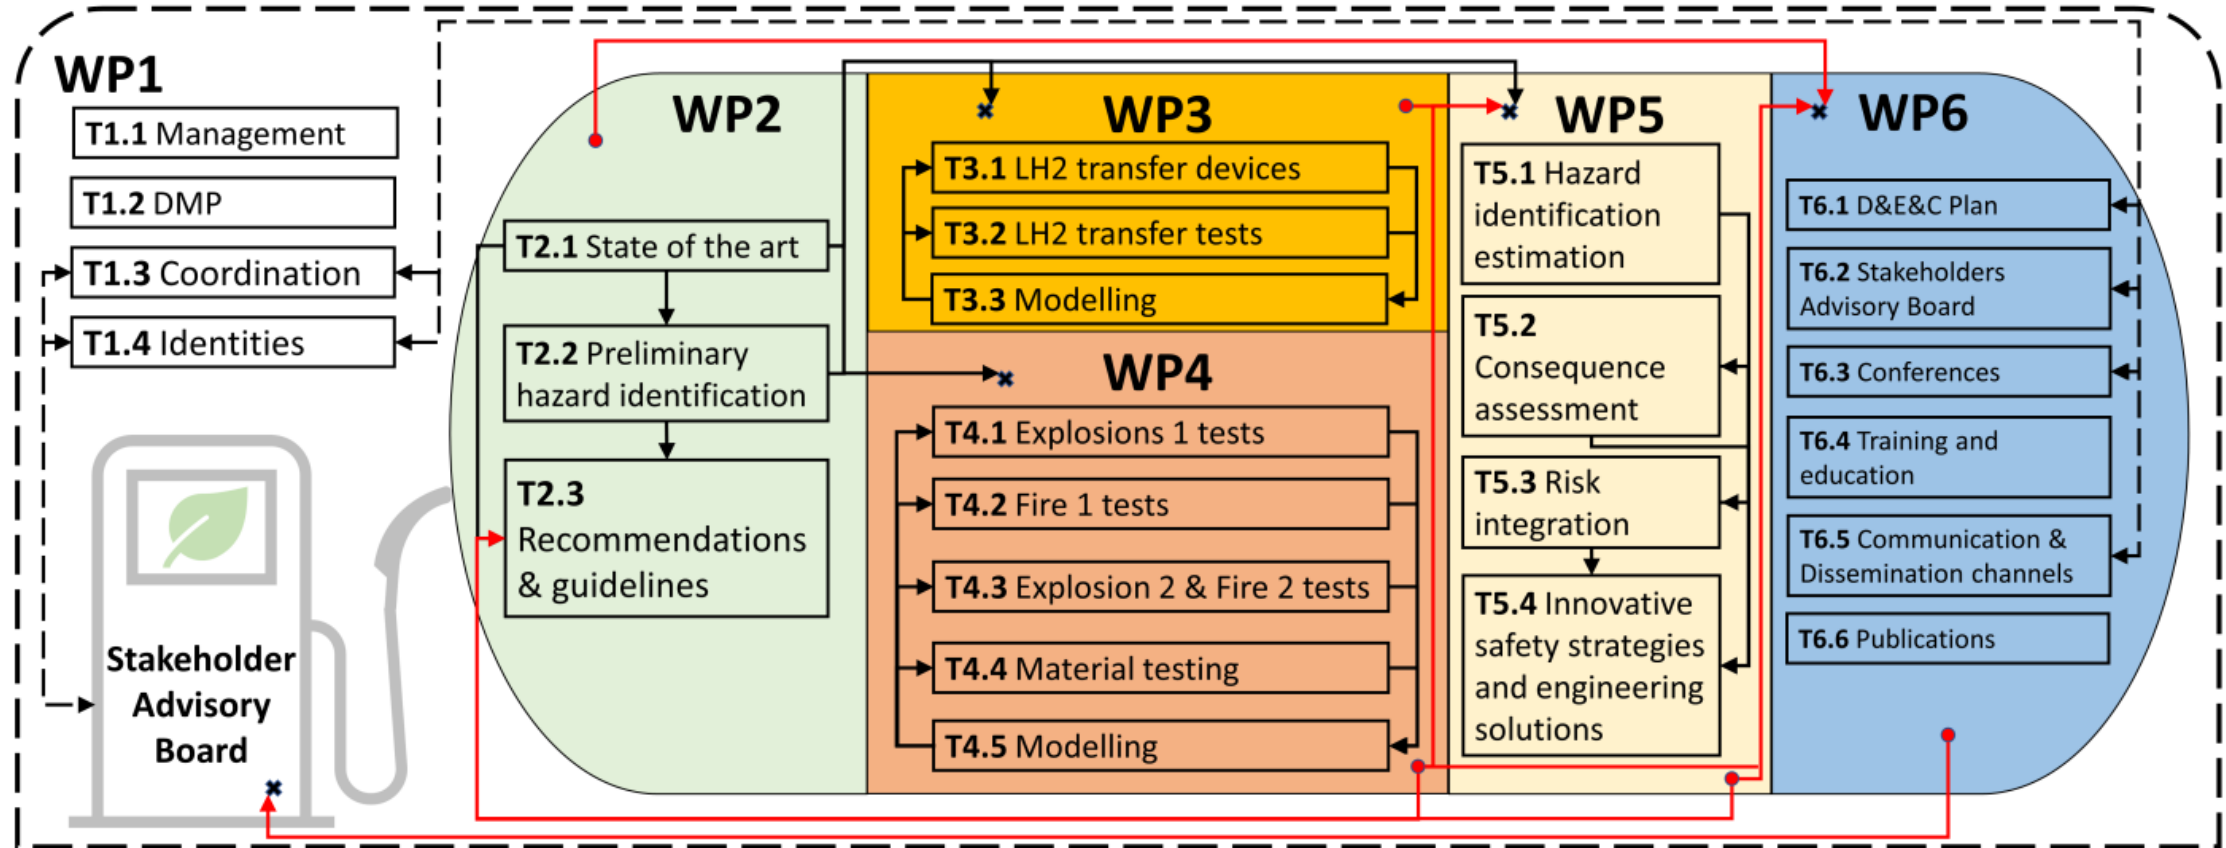 WP1
T1.1 Management
T1.2 DMP
T1.3 Coordination
T1.4 Identities
Stakeholder
Advisory
Board
WP2
T2.1 State of the art
T2.2 Preliminary
hazard identification
T2.3
Recommendations
& guidelines
WP3
T3.1 LH2 transfer devices
T3.2 LH2 transfer tests
T3.3 Modelling
WP4
T4.1 Explosions 1 tests
T4.2 Fire 1 tests
T4.3 Explosion 2 & Fire 2 tests
T4.4 Material testing
T4.5 Modelling
WP5
T5.1 Hazard
identification
estimation
T5.2
Consequence
assessment
T5.3 Risk
integration
T5.4 Innovative
safety strategies
and engineering
solutions
WP6
T6.1 D&E&C Plan
T6.2 Stakeholders
Advisory Board
T6.3 Conferences
T6.4 Training and
education
T6.5 Communication &
Dissemination channels
T6.6 Publications